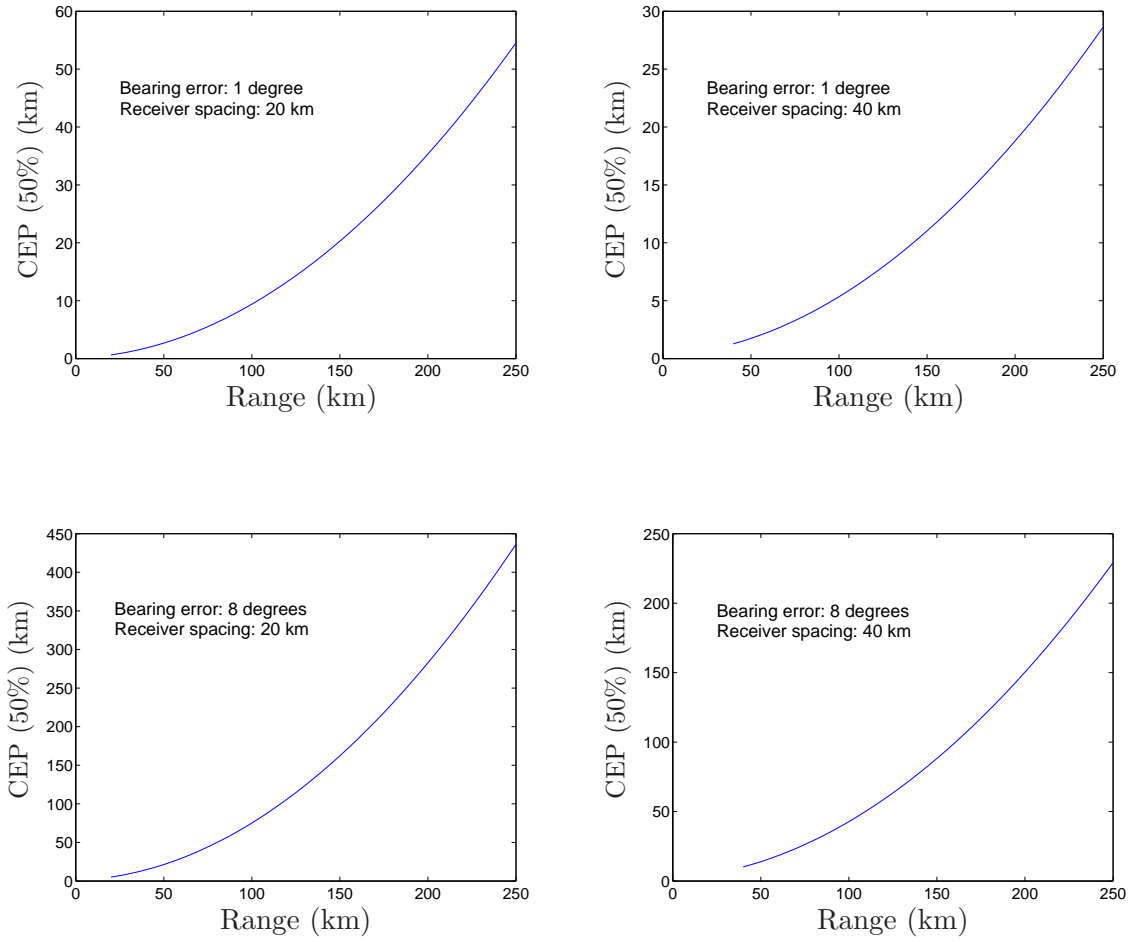 60
50
40
30
20
10
0
CEP (50%) (km)
Bearing error: 1 degree
Receiver spacing: 20 km
0 50 100 150 200 250
Range (km)
30
25
20
15
10
5
0
CEP (50%) (km)
Bearing error: 1 degree
Receiver spacing: 40 km
0 50 100 150 200 250
Range (km)
450
400
350
300
250
200
150
100
50
0
CEP (50%) (km)
Bearing error: 8 degrees
Receiver spacing: 20 km
0 50 100 150 200 250
Range (km)
250
200
150
100
50
0
CEP (50%) (km)
Bearing error: 8 degrees
Receiver spacing: 40 km
0 50 100 150 200 250
Range (km)